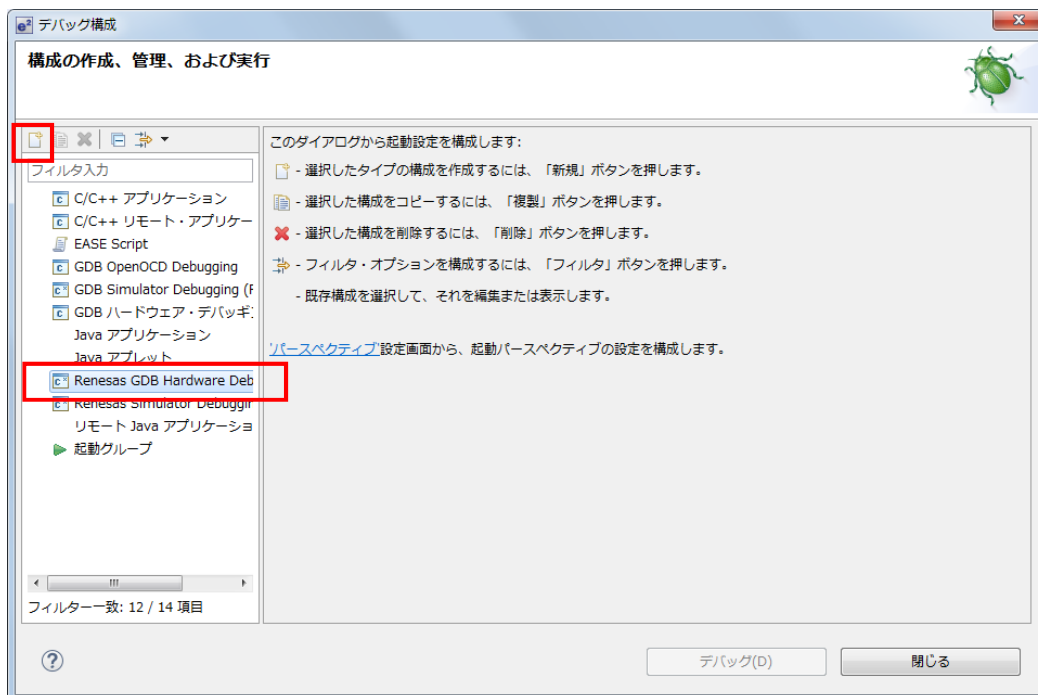 e² デバッグ構成
構成の作成、管理、および実行
フィルタ入力
C/C++ アプリケーション
C/C++ リモート・アプリケー
EASE Script
GDB OpenOCD Debugging
GDB Simulator Debugging (F
GDB ハードウェア・デバッギ
Java アプリケーション
Java アプレット
Renesas GDB Hardware Deb
Renesas Simulator Debuggin
リモート Java アプリケーショ
起動グループ
フィルター一致: 12 / 14 項目
このダイアログから起動設定を構成します:
- 選択したタイプの構成を作成するには、「新規」ボタンを押します。
- 選択した構成をコピーするには、「複製」ボタンを押します。
- 選択した構成を削除するには、「削除」ボタンを押します。
- フィルタ・オプションを構成するには、「フィルタ」ボタンを押します。
- 既存構成を選択して、それを編集または表示します。
'パースペクティブ'設定画面から、起動パースペクティブの設定を構成します。
デバッグ(D)
閉じる